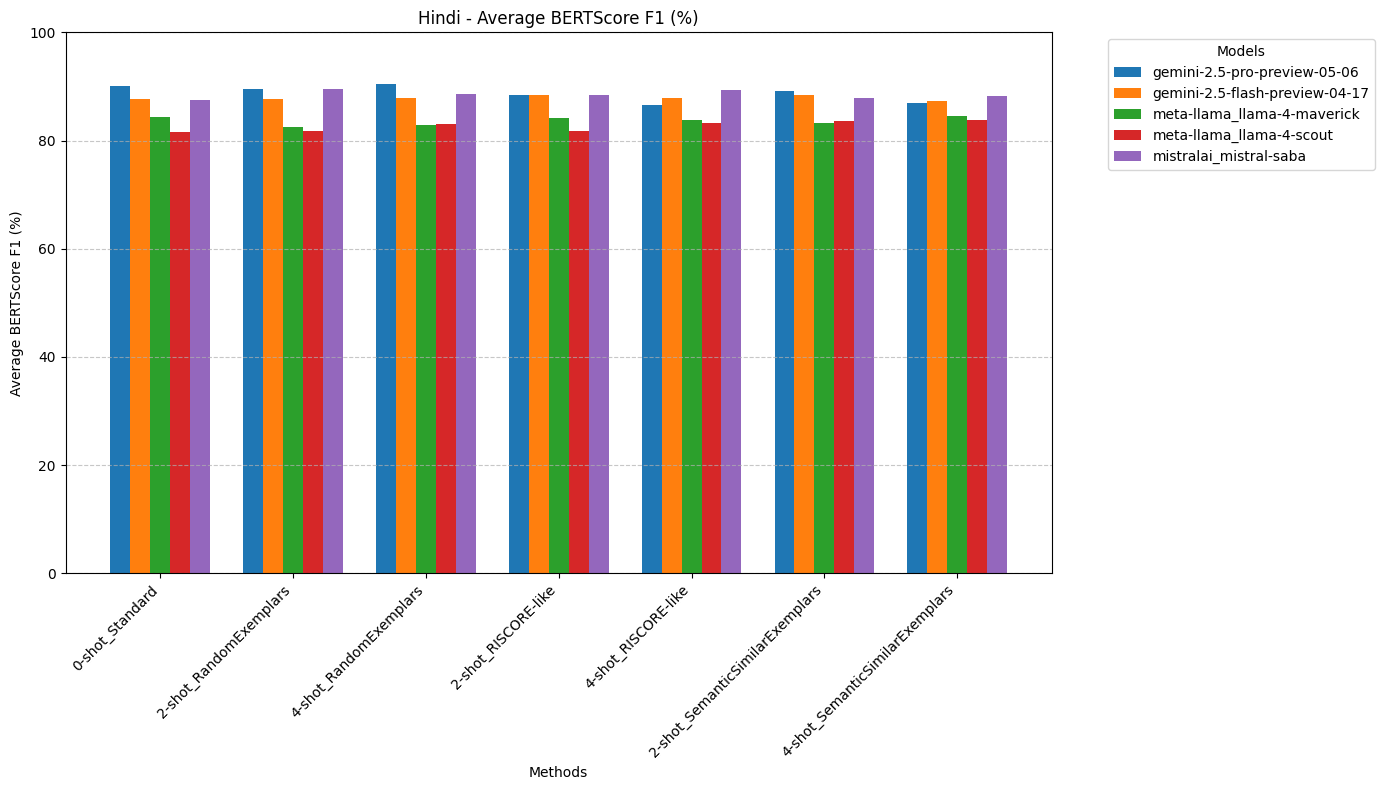 Hindi - Average BERTScore F1 (%)
Average BERTScore F1 (%)
100
80
60
40
20
0
0-shot_Standard
2-shot_RandomExemplars
4-shot_RandomExemplars
2-shot_RISCORE-like
4-shot_RISCORE-like
2-shot_SemanticSimilarExemplars
4-shot_SemanticSimilarExemplars
Methods
Models
gemini-2.5-pro-preview-05-06
gemini-2.5-flash-preview-04-17
meta-llama_llama-4-maverick
meta-llama_llama-4-scout
mistralai_mistral-saba